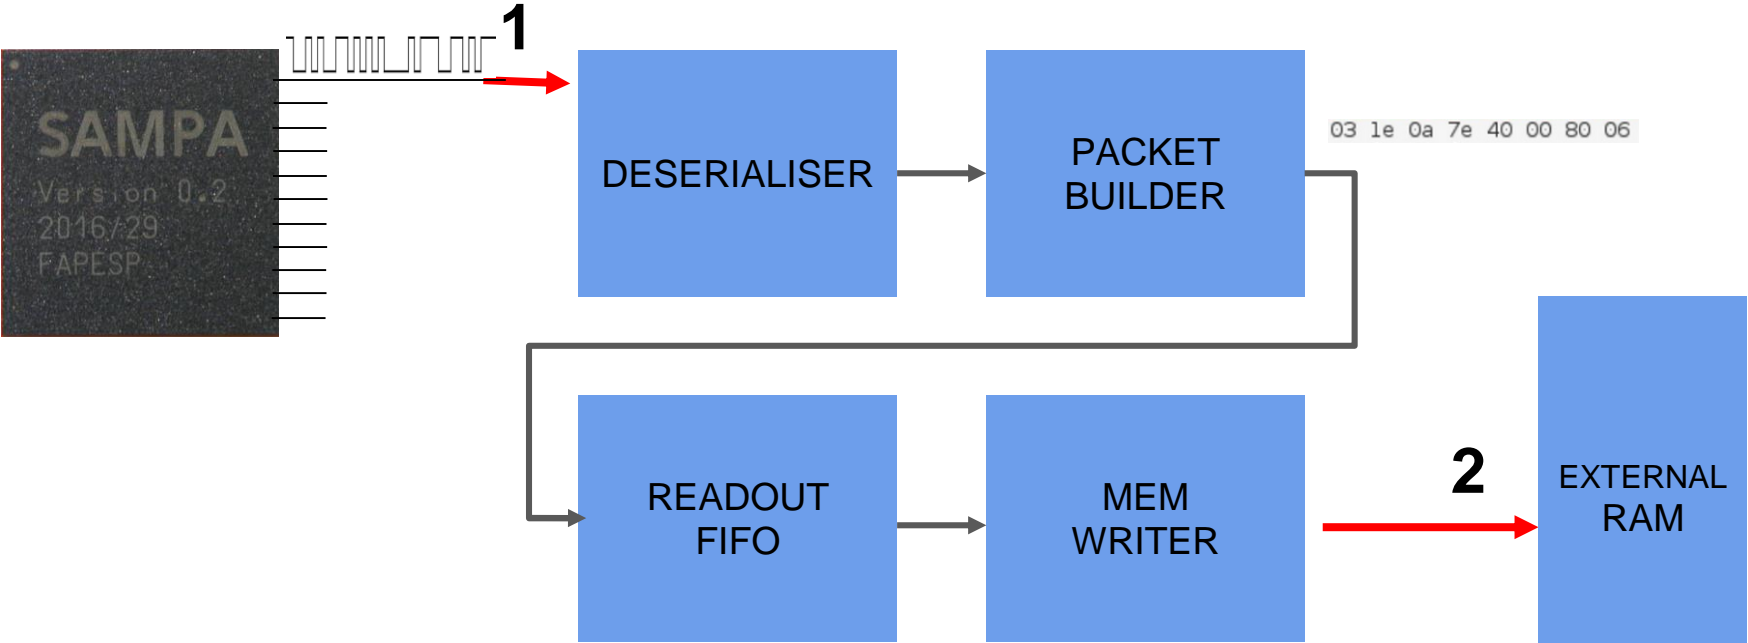 1
SAMPA
Version 0.2
2016/29
FAPESP
DESERIALISER
PACKET
BUILDER
03 1e 0a 7e 40 00 80 06
READOUT
FIFO
MEM
WRITER
2
EXTERNAL
RAM